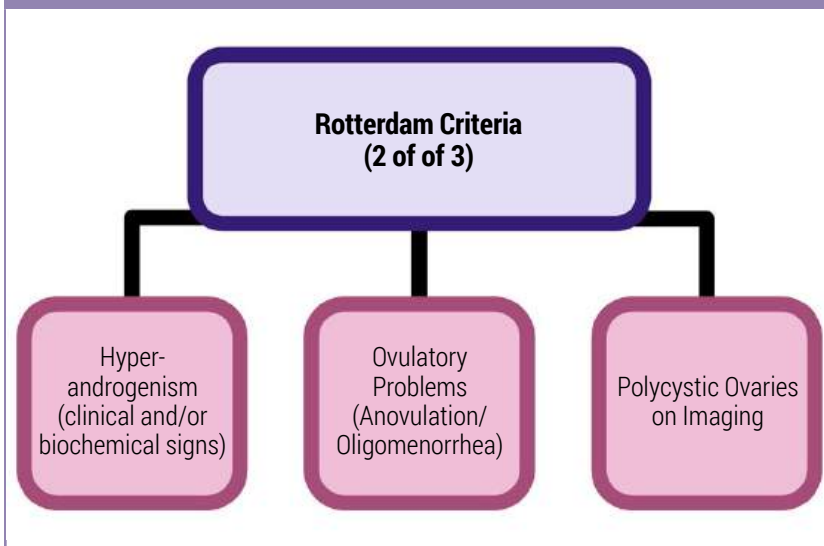 Rotterdam Criteria
(2 of of 3)
Hyper-
androgenism
(clinical and/or
biochemical signs)
Ovulatory
Problems
(Anovulation/
Oligomenorrhea)
Polycystic Ovaries
on Imaging